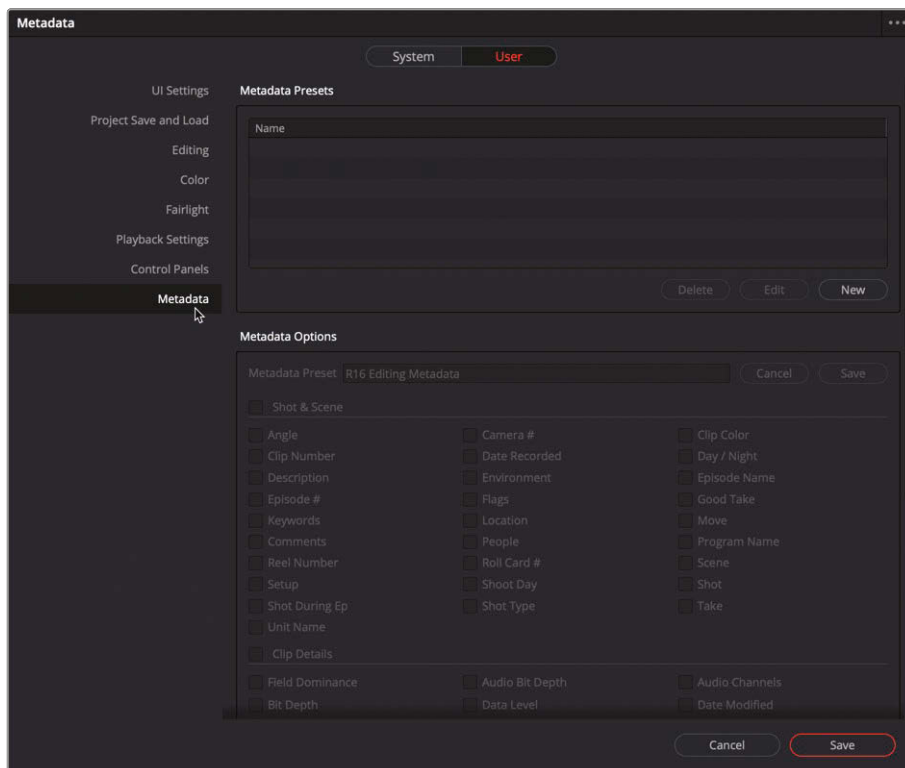 Metadata
System User
UI Settings
Project Save and Load
Editing
Color
Fairlight
Playback Settings
Control Panels
Metadata
Metadata Presets
Name
Delete Edit New
Metadata Options
Metadata Preset R16 Editing Metadata Cancel Save
Shot & Scene
Angle Camera # Clip Color
Clip Number Date Recorded Day / Night
Description Environment Episode Name
Episode # Flags Good Take
Keywords Location Move
Comments People Program Name
Reel Number Roll Card # Scene
Setup Shoot Day Shot
Shot During Ep Shot Type Take
Unit Name
Clip Details
Field Dominance Audio Bit Depth Audio Channels
Bit Depth Data Level Date Modified
Cancel Save